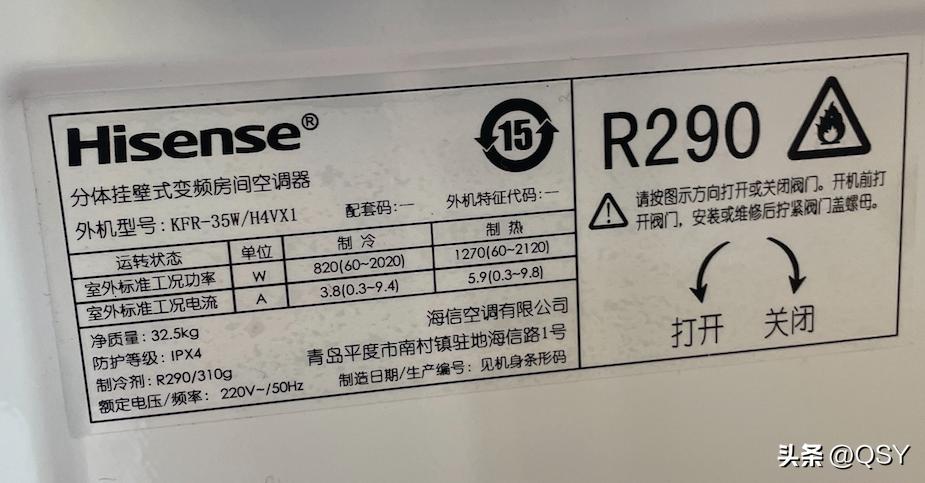 Hisense®
15
分体挂壁式变频房间空调器
外机型号: KFR-35W/H4VX1 配套码:— 外机特征代码:—
运转状态 单位 制冷 制热
室外标准工况功率 W 820(60~2020) 1270(60~2120)
室外标准工况电流 A 3.8(0.3~9.4) 5.9(0.3~9.8)
净质量: 32.5kg 海信空调有限公司
防护等级: IPX4 青岛平度市南村镇驻地海信路1号
制冷剂: R290/310g 制造日期/生产编号: 见机身条形码
额定电压/频率: 220V~/50Hz
R290
请按图示方向打开或关闭阀门。开机前打
开阀门, 安装或维修后拧紧阀门盖螺母。
打开 关闭
头条 @QSY